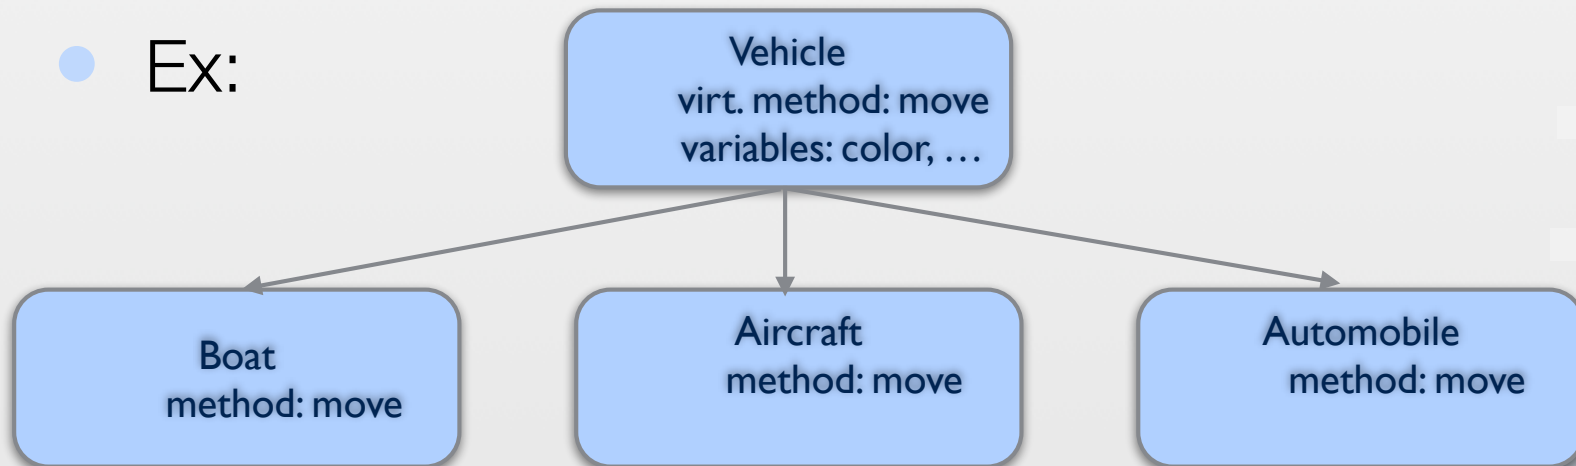 Ex:
Vehicle
virt. method: move
variables: color, …
Boat
method: move
Aircraft
method: move
Automobile
method: move